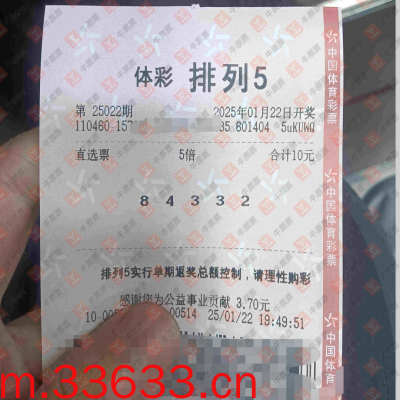 体彩 排列5
第 25022期 2025年01月22日开奖
110460 157 35 601404 5uKUWQ
直选票 5倍 合计10元
8 4 3 3 2
排列5实行单期返奖总额控制，请理性购彩
感谢您为公益事业贡献 3.70元
00514 25/01/22 19:49:51
中国体育彩票
中国体育彩票
中国体育
m.33633.cn